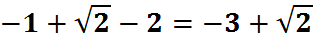 −1 + √2 − 2 = −3 + √2